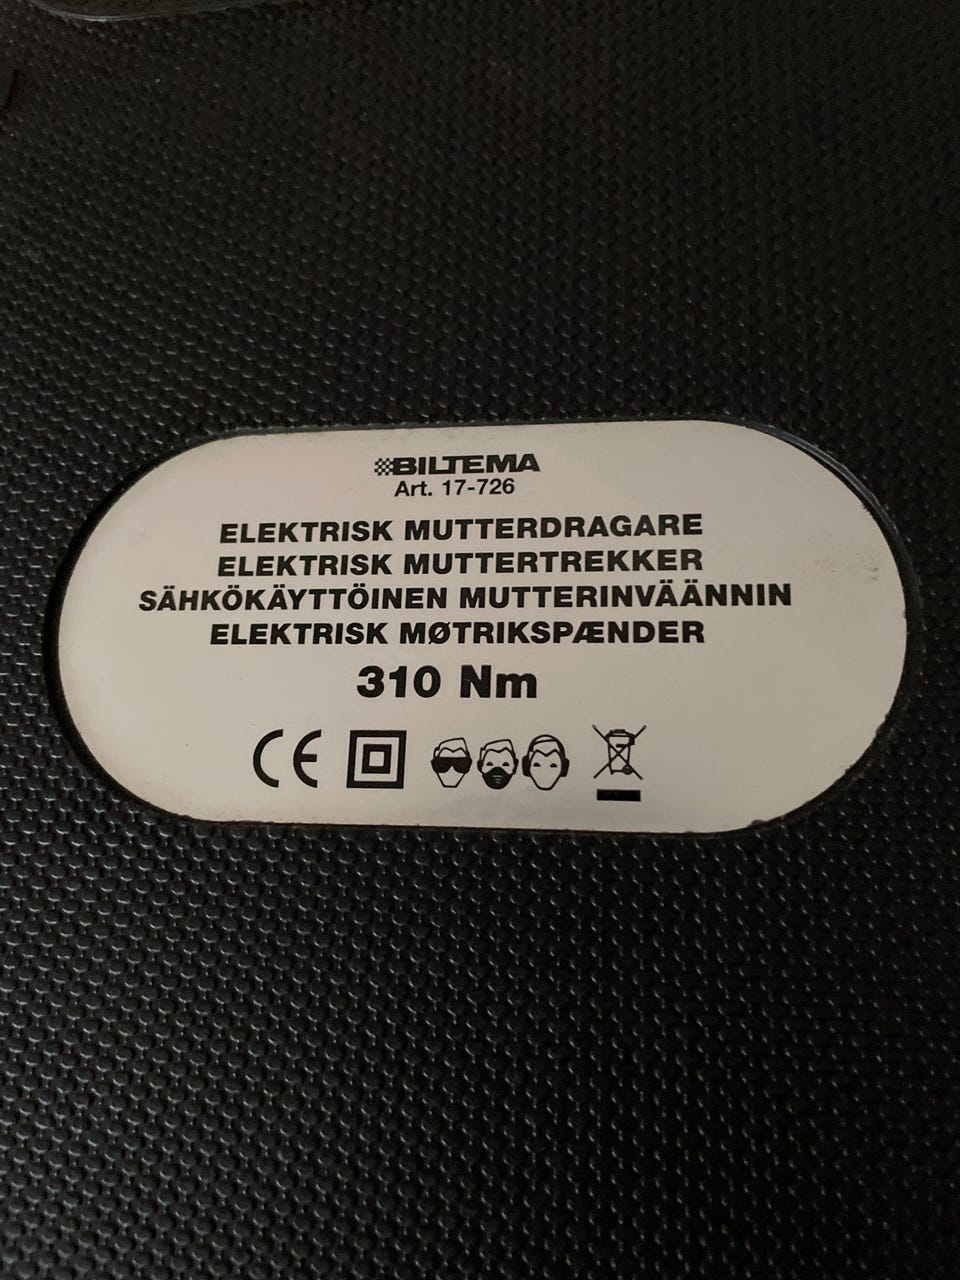 BILTEMA
Art. 17-726
ELEKTRISK MUTTERDRAGARE
ELEKTRISK MUTTERTREKKER
SÄHKÖKÄYTTÖINEN MUTTERINVÄÄNNIN
ELEKTRISK MØTRIKSPÆNDER
310 Nm
CE